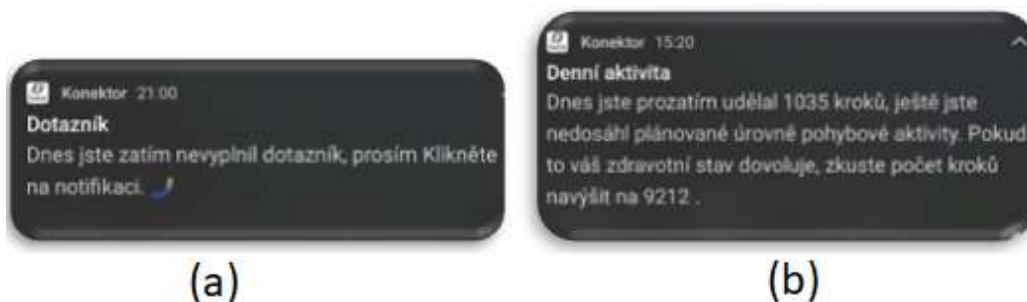 Konektor 21:00
Dotazník
Dnes jste zatím nevyplnil dotazník, prosím Klikněte
na notifikaci.
(a)
Konektor 15:20
Denní aktivita
Dnes jste prozatím udělal 1035 kroků, ještě jste
nedosáhl plánované úrovně pohybové aktivity. Pokud
to váš zdravotní stav dovoluje, zkuste počet kroků
navýšit na 9212 .
(b)